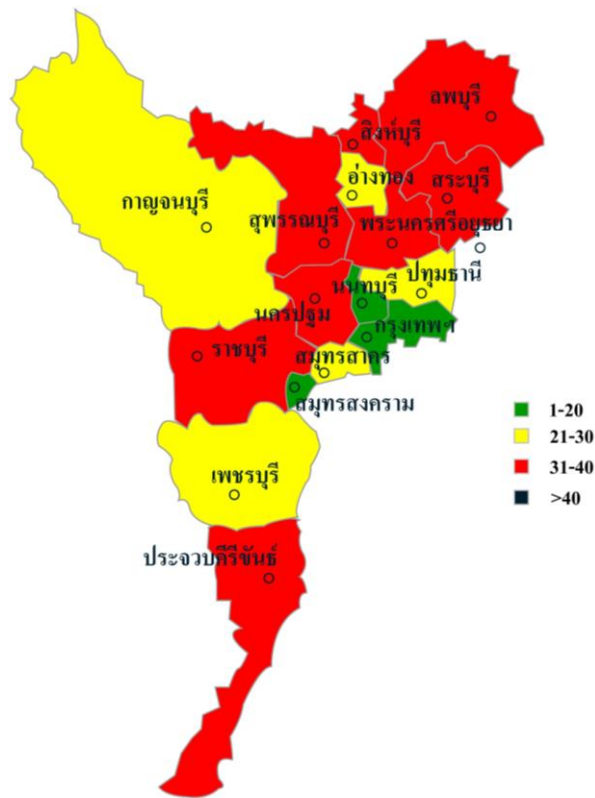 ลพบุรี
สิงห์บุรี
อ่างทอง
สระบุรี
กาญจนบุรี
สุพรรณบุรี
พระนครศรีอยุธยา
ปทุมธานี
นนทบุรี
นครปฐม
กรุงเทพฯ
ราชบุรี
สมุทรสาคร
สมุทรสงคราม
1-20
21-30
31-40
>40
เพชรบุรี
ประจวบคีรีขันธ์